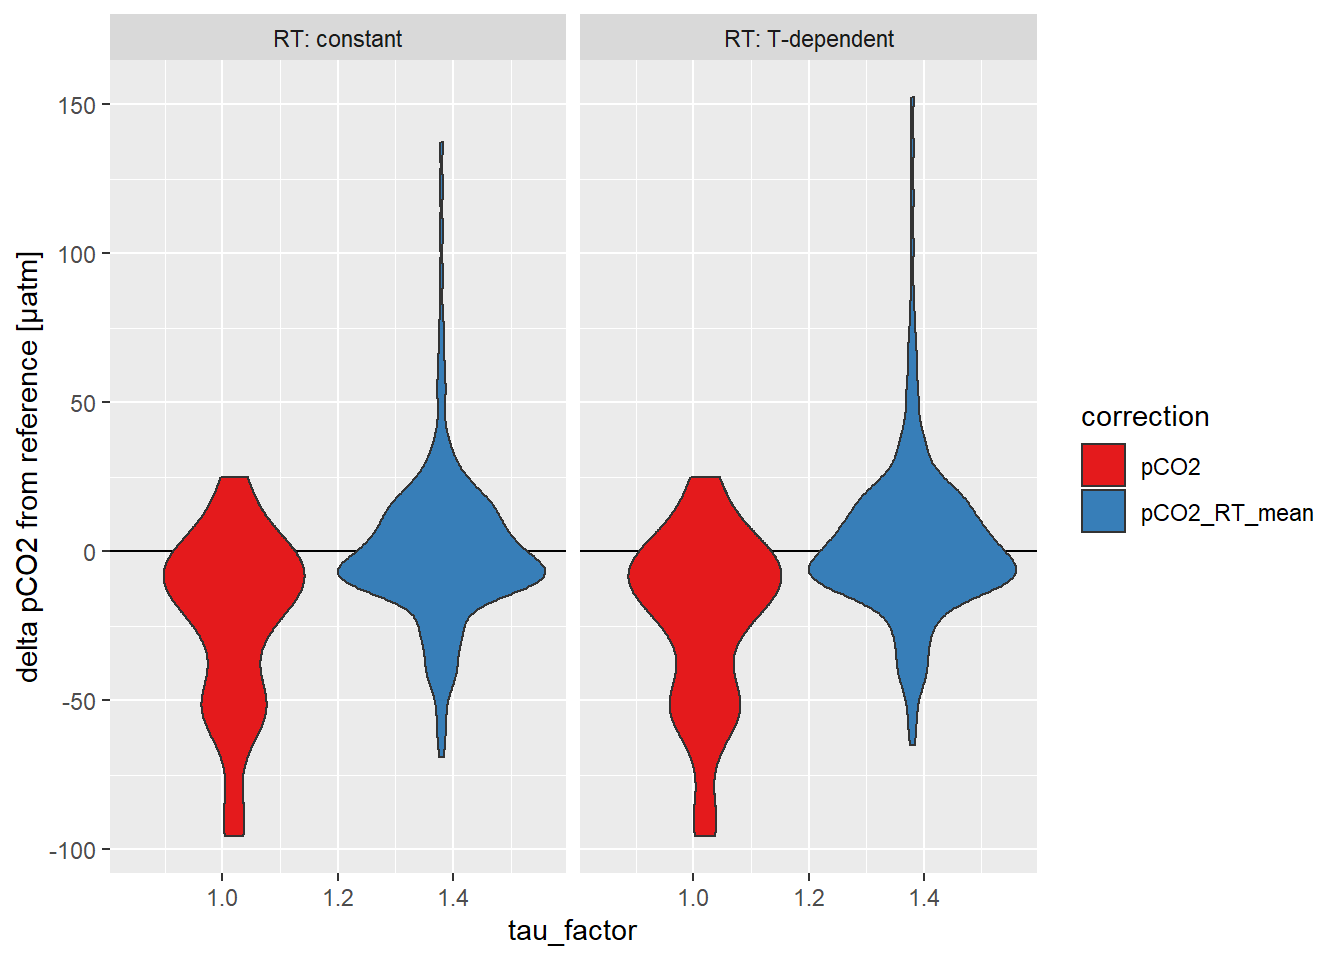 RT: constant
RT: T-dependent
delta pCO2 from reference [µatm]
150
100
50
0
-50
-100
1.0
1.2
1.4
1.0
1.2
1.4
tau_factor
correction
pCO2
pCO2_RT_mean